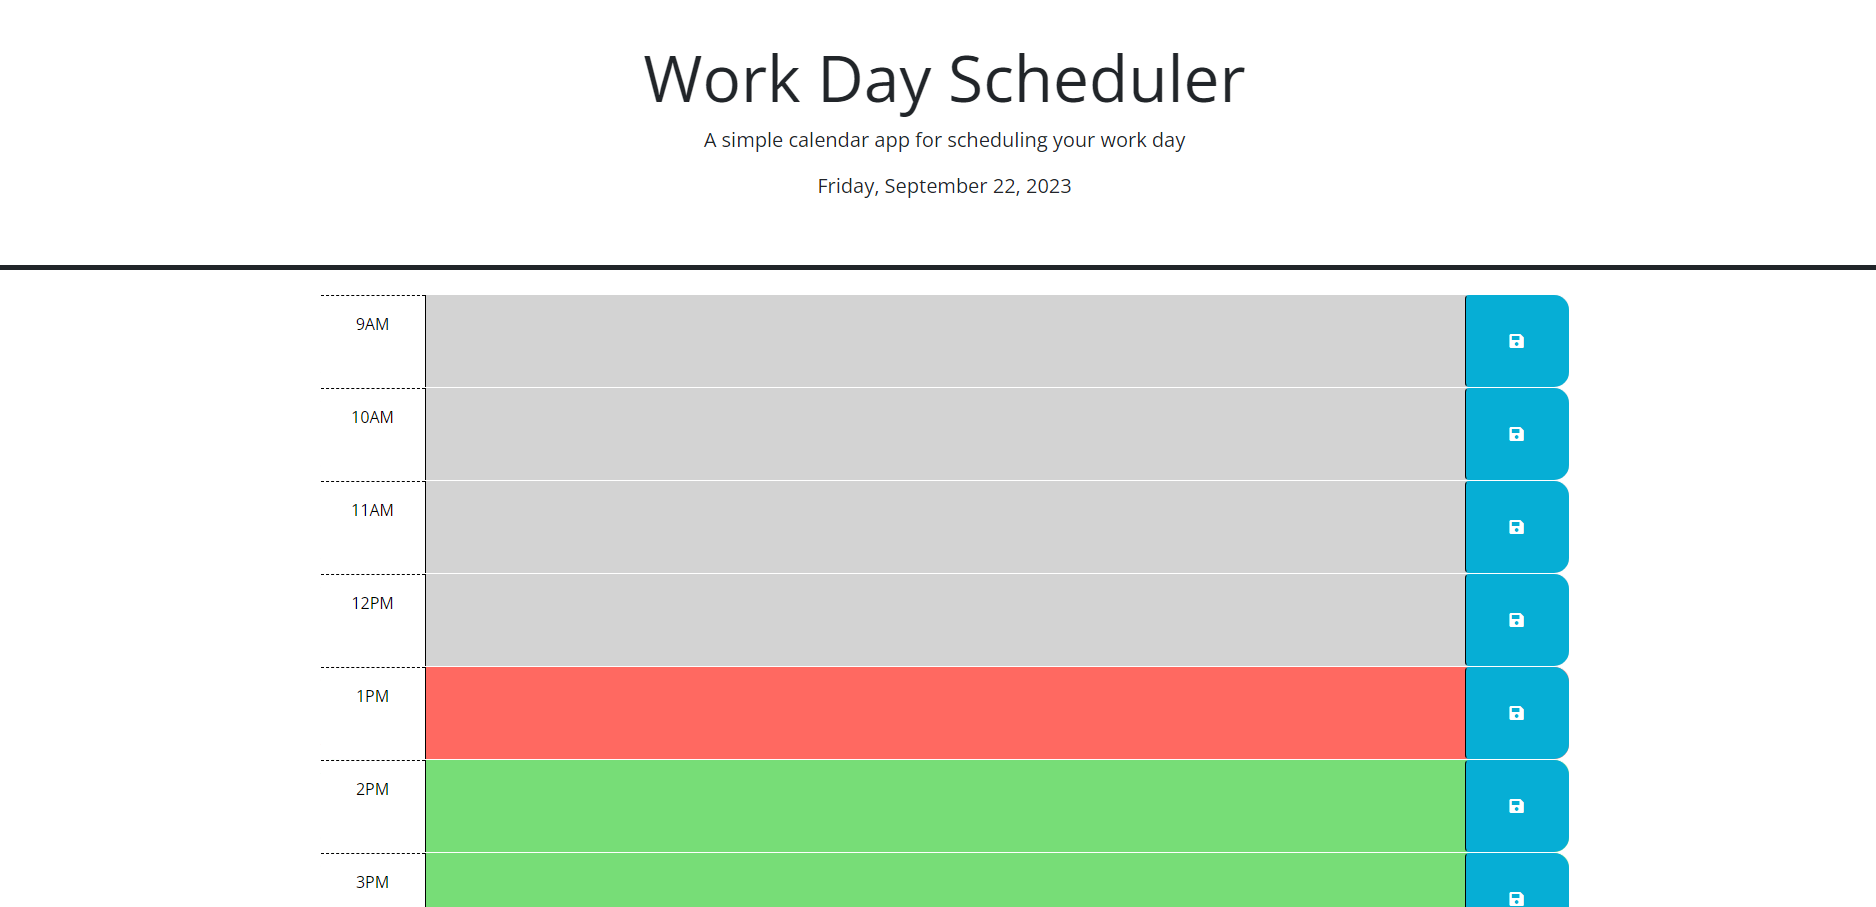 Work Day Scheduler
A simple calendar app for scheduling your work day
Friday, September 22, 2023
9AM
10AM
11AM
12PM
1PM
2PM
3PM